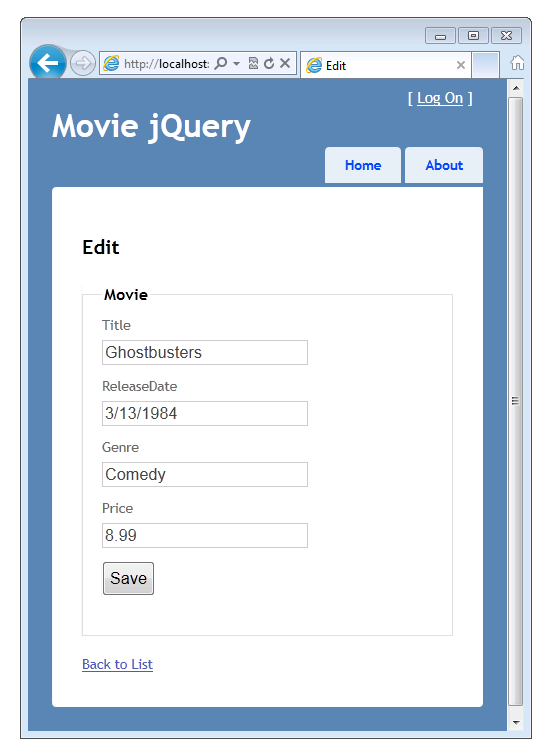 http://localhost:
Edit
[ Log On ]
Movie jQuery
Home About
Edit
Movie
Title
Ghostbusters
ReleaseDate
3/13/1984
Genre
Comedy
Price
8.99
Save
Back to List